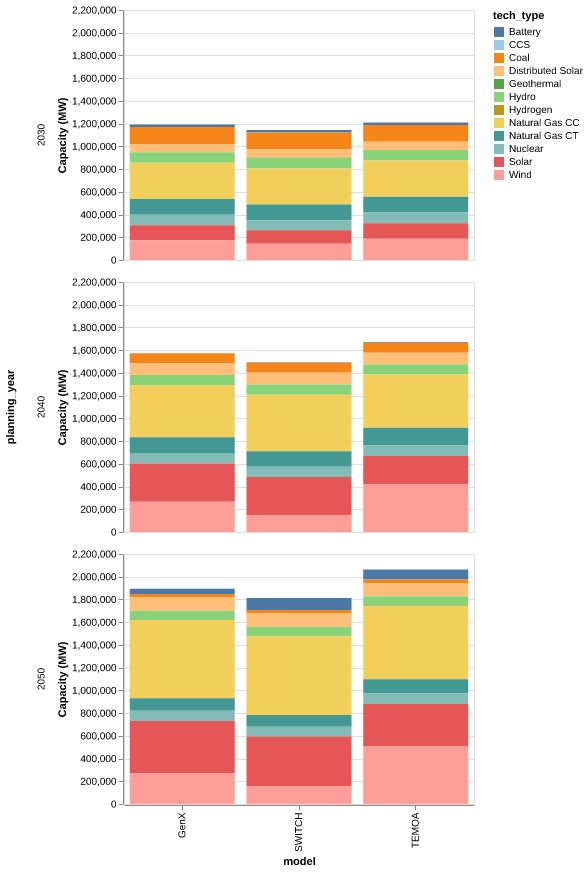 tech_type
Battery
CCS
Coal
Distributed Solar
Geothermal
Hydro
Hydrogen
Natural Gas CC
Natural Gas CT
Nuclear
Solar
Wind
planning_year
2030
Capacity (MW)
2,200,000
2,000,000
1,800,000
1,600,000
1,400,000
1,200,000
1,000,000
800,000
600,000
400,000
200,000
0
2040
Capacity (MW)
2,200,000
2,000,000
1,800,000
1,600,000
1,400,000
1,200,000
1,000,000
800,000
600,000
400,000
200,000
0
2050
Capacity (MW)
2,200,000
2,000,000
1,800,000
1,600,000
1,400,000
1,200,000
1,000,000
800,000
600,000
400,000
200,000
0
GenX
SWITCH
TEMOA
model